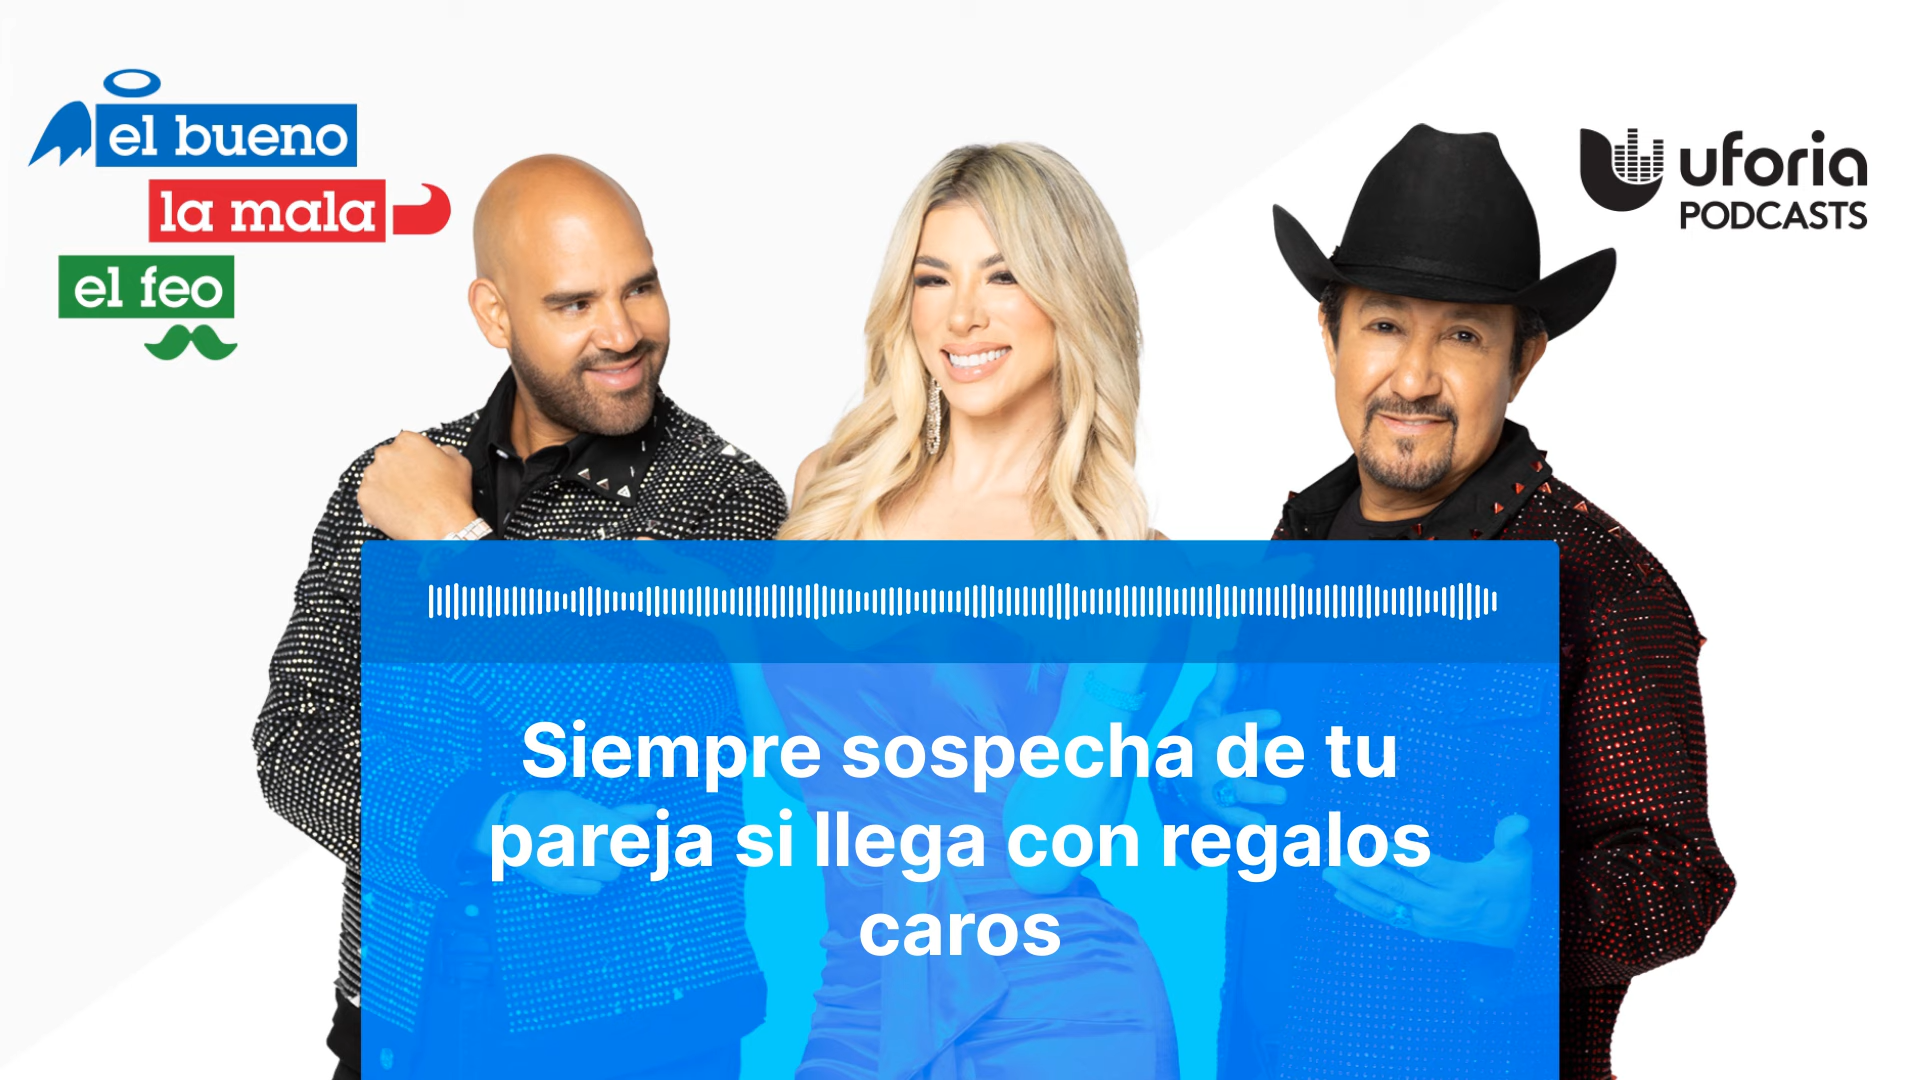 el bueno
la mala
el feo
uforia
PODCASTS
Siempre sospecha de tu
pareja si llega con regalos
caros